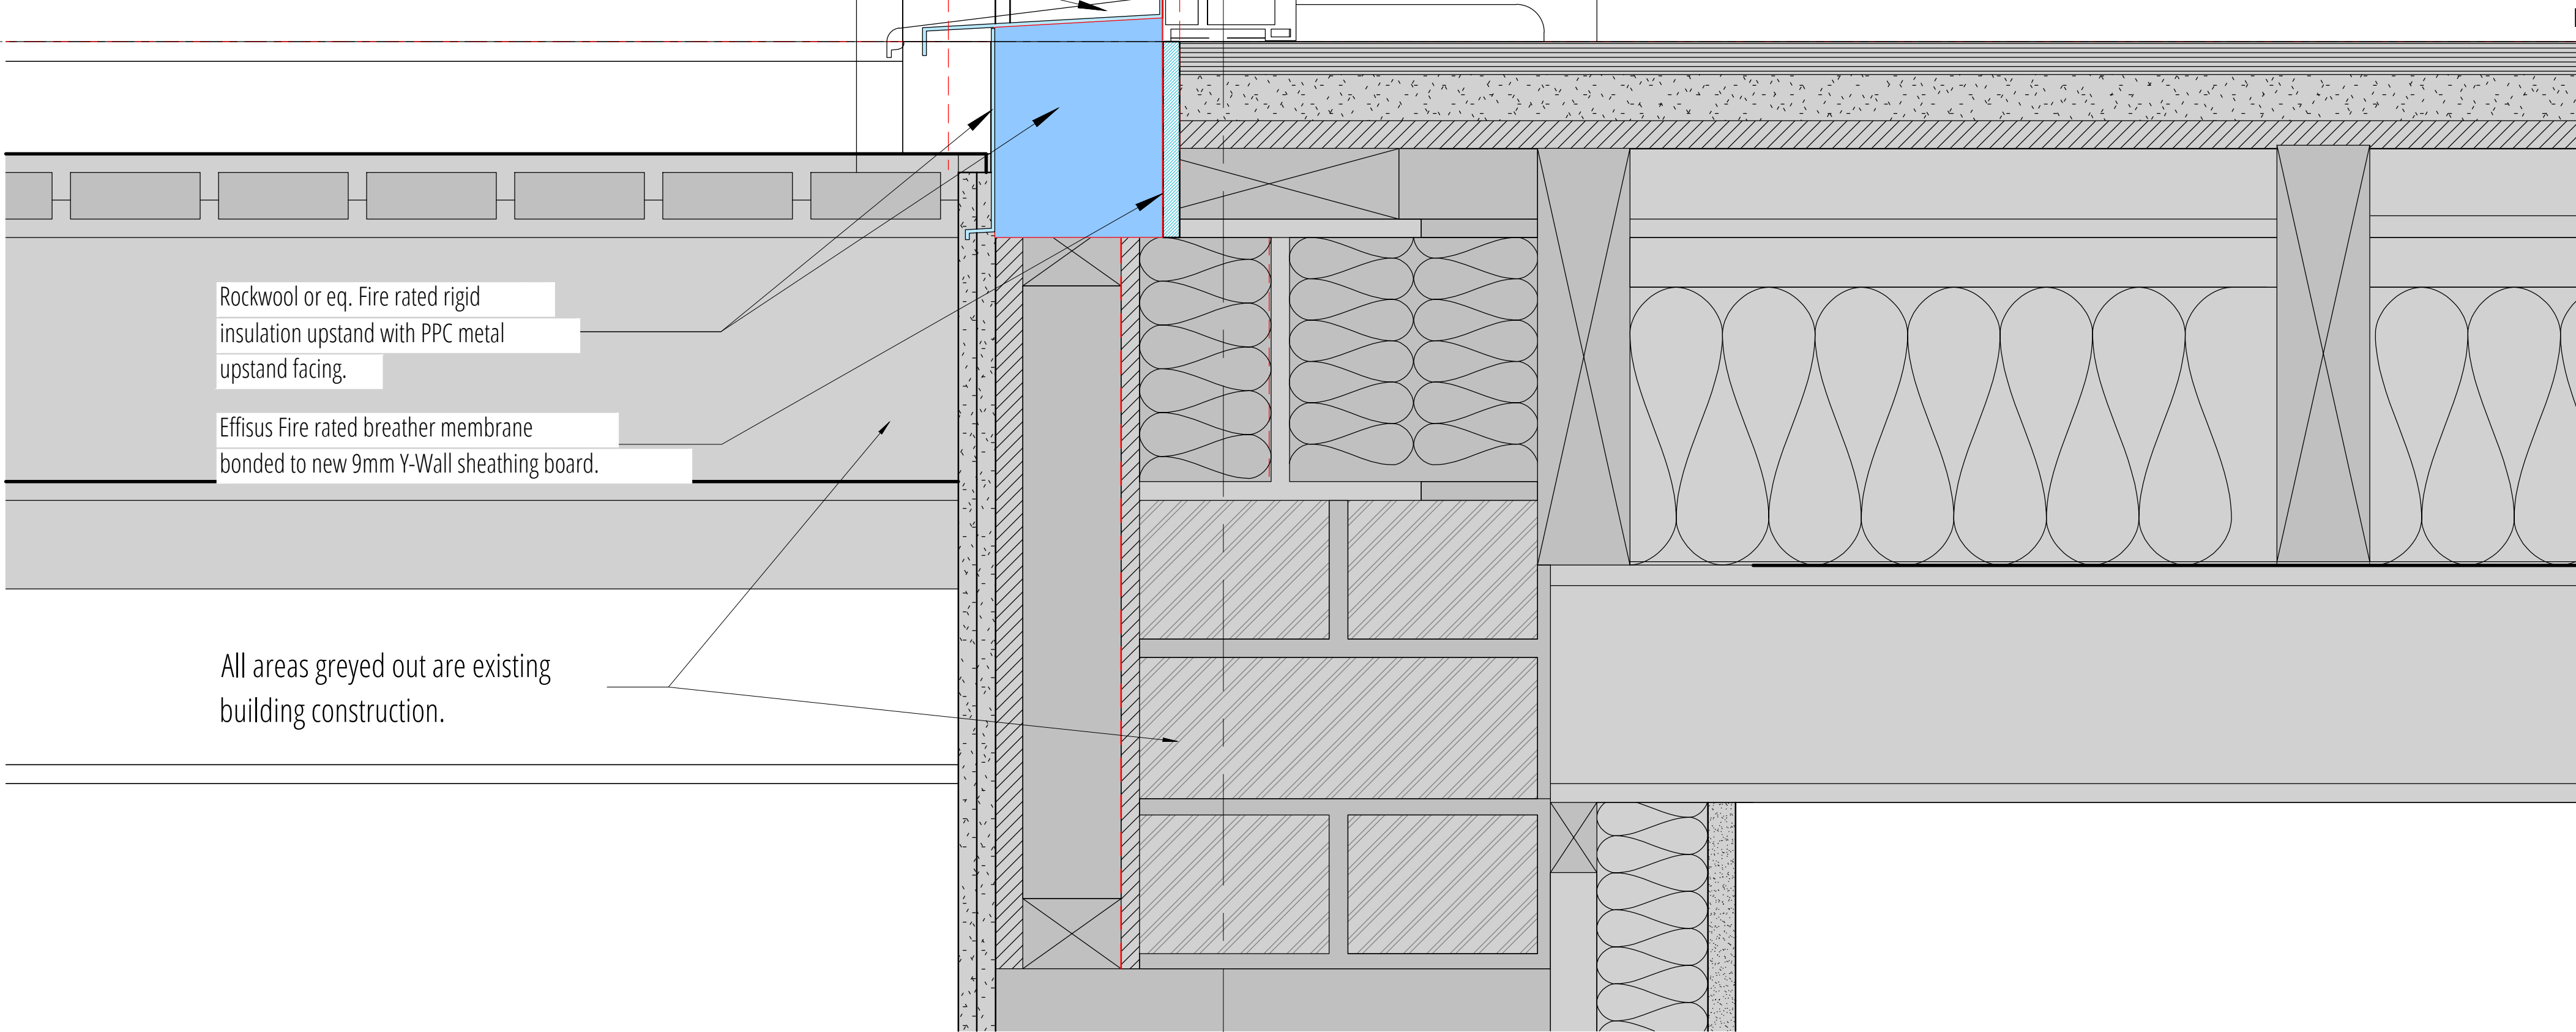 Rockwool or eq. Fire rated rigid
insulation upstand with PPC metal
upstand facing.
Effisus Fire rated breather membrane
bonded to new 9mm Y-Wall sheathing board.
All areas greyed out are existing
building construction.